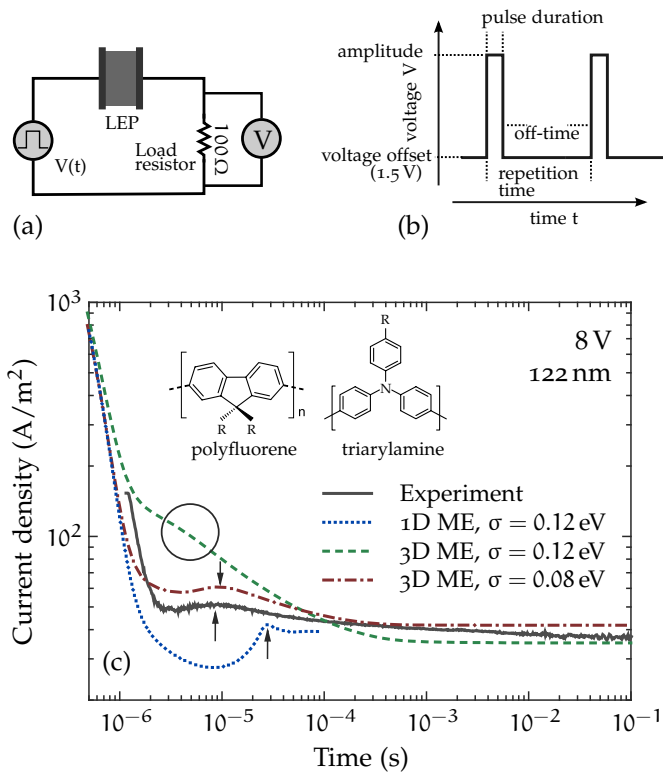 (a)
LEP
V(t)
Load
resistor
100Ω
V
(b)
pulse duration
amplitude
voltage V
off-time
voltage offset
(1.5 V)
repetition
time
time t
10³
10²
Current density (A/m²)
8 V
122 nm
n
R R
polyfluorene
R
N
triarylamine
Experiment
1D ME, σ = 0.12 eV
3D ME, σ = 0.12 eV
3D ME, σ = 0.08 eV
(c)
10⁻⁶ 10⁻⁵ 10⁻⁴ 10⁻³ 10⁻² 10⁻¹
Time (s)